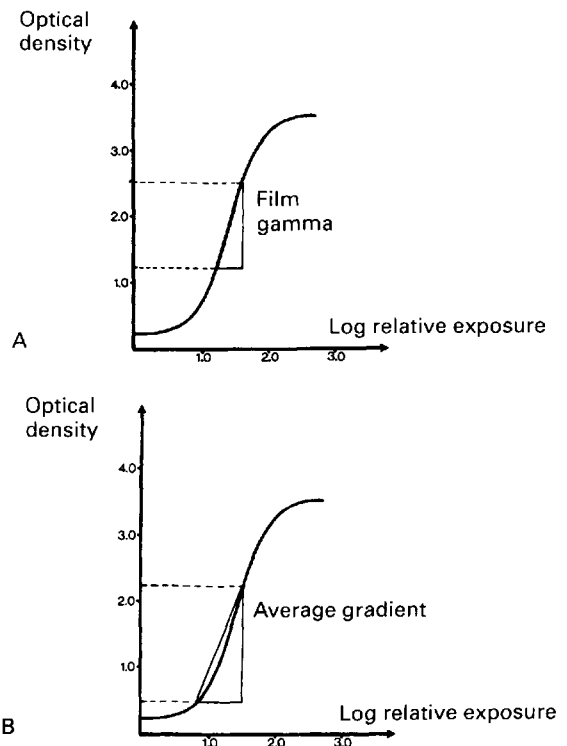 Optical
density
4.0
3.0
2.0
1.0
Film
gamma
Log relative exposure
1.0
2.0
3.0
A
Optical
density
4.0
3.0
2.0
1.0
Average gradient
Log relative exposure
1.0
2.0
3.0
B